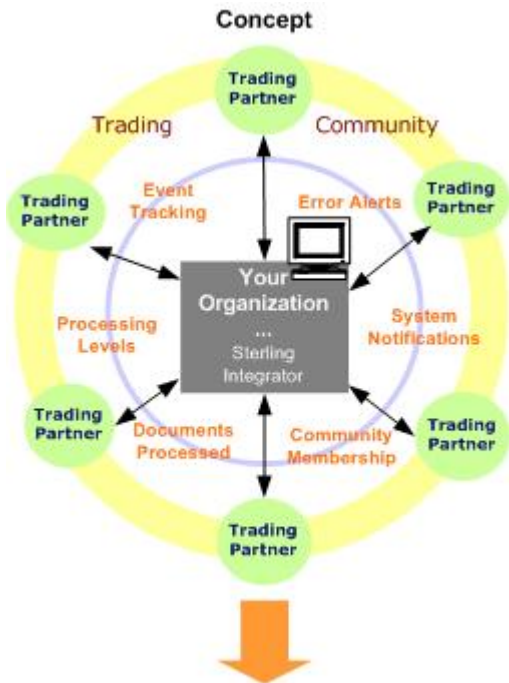 Concept
Trading
Partner
Trading
Community
Trading
Partner
Event
Tracking
Error Alerts
Trading
Partner
Your
Organization
...
Sterling
Integrator
Processing
Levels
System
Notifications
Trading
Partner
Documents
Processed
Community
Membership
Trading
Partner
Trading
Partner